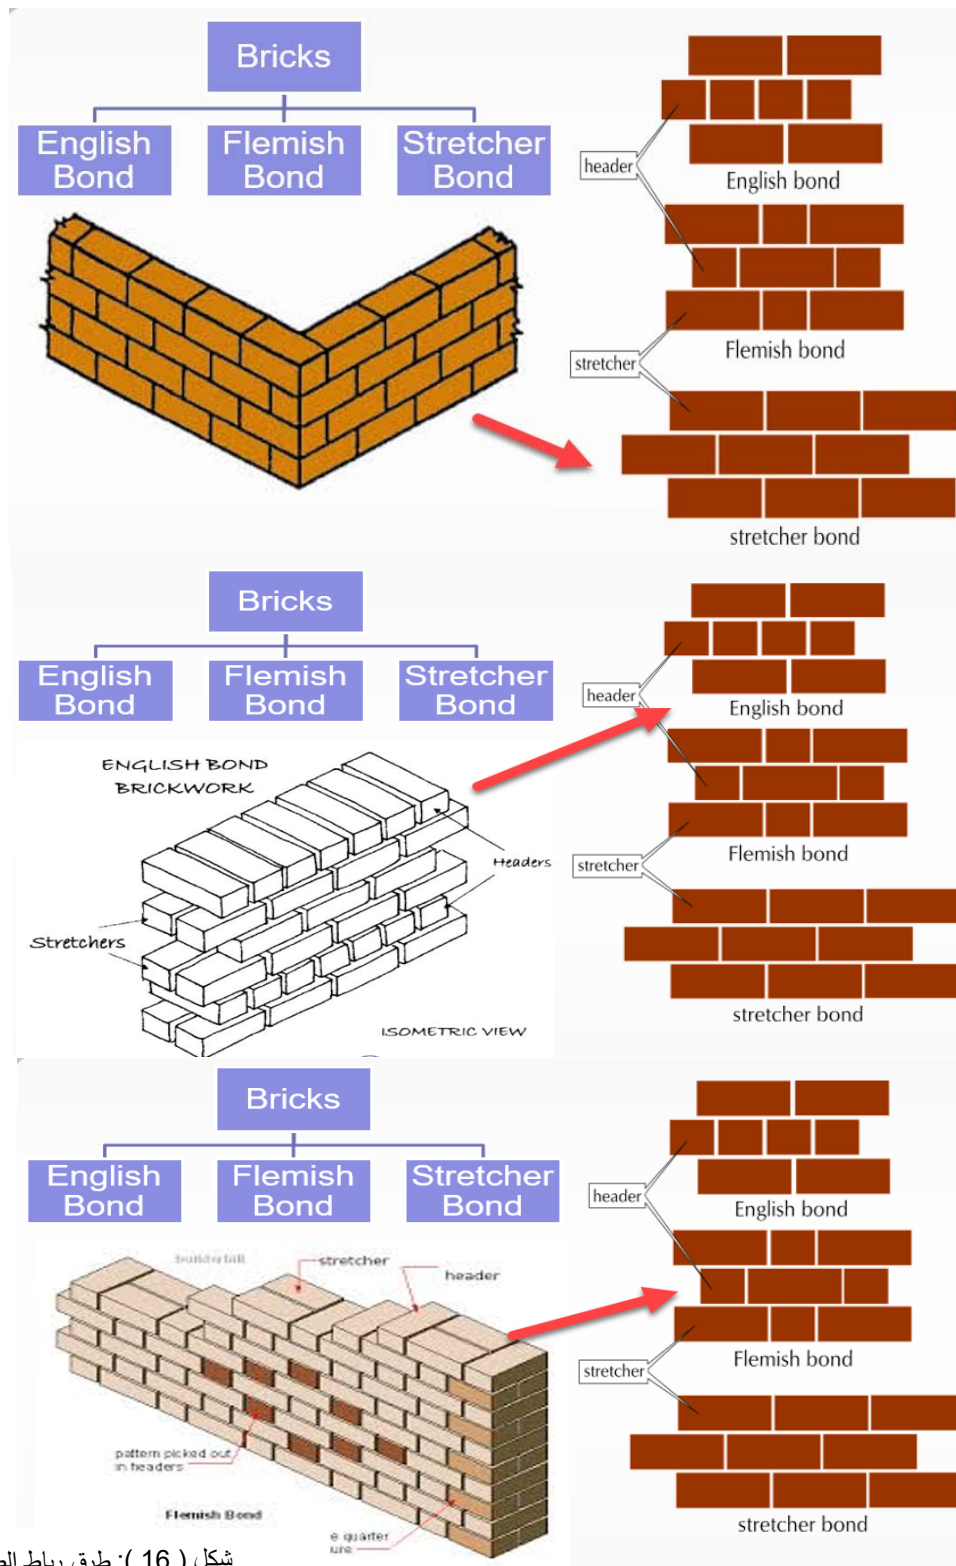 Bricks
English
Bond
Flemish
Bond
Stretcher
Bond
header
English bond
Flemish bond
stretcher
stretcher bond
Bricks
English
Bond
Flemish
Bond
Stretcher
Bond
ENGLISH BOND
BRICKWORK
Headers
Stretchers
ISOMETRIC VIEW
header
English bond
Flemish bond
stretcher
stretcher bond
Bricks
English
Bond
Flemish
Bond
Stretcher
Bond
stretcher
header
pattern picked out
in headers
Flemish Bond
e quarter
ure
header
English bond
Flemish bond
stretcher
stretcher bond
شكل ( 16 ): طرق رباط